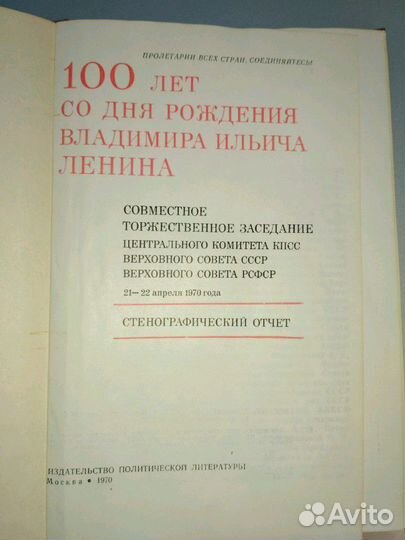 ПРОЛЕТАРИИ ВСЕХ СТРАН, СОЕДИНЯЙТЕСЬ!
100 ЛЕТ
СО ДНЯ РОЖДЕНИЯ
ВЛАДИМИРА ИЛЬИЧА
ЛЕНИНА
СОВМЕСТНОЕ
ТОРЖЕСТВЕННОЕ ЗАСЕДАНИЕ
ЦЕНТРАЛЬНОГО КОМИТЕТА КПСС
ВЕРХОВНОГО СОВЕТА СССР
ВЕРХОВНОГО СОВЕТА РСФСР
21—22 апреля 1970 года
СТЕНОГРАФИЧЕСКИЙ ОТЧЕТ
ИЗДАТЕЛЬСТВО ПОЛИТИЧЕСКОЙ ЛИТЕРАТУРЫ
Москва • 1970
Avito